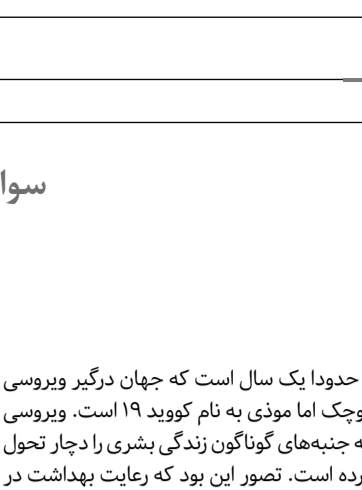 سوا
حدودا یک سال است که جهان درگیر ویروسی
وچک اما موذی به نام کووید ۱۹ است. ویروسی
ه جنبه‌های گوناگون زندگی بشری را دچار تحول
رده است. تصور این بود که رعایت بهداشت در